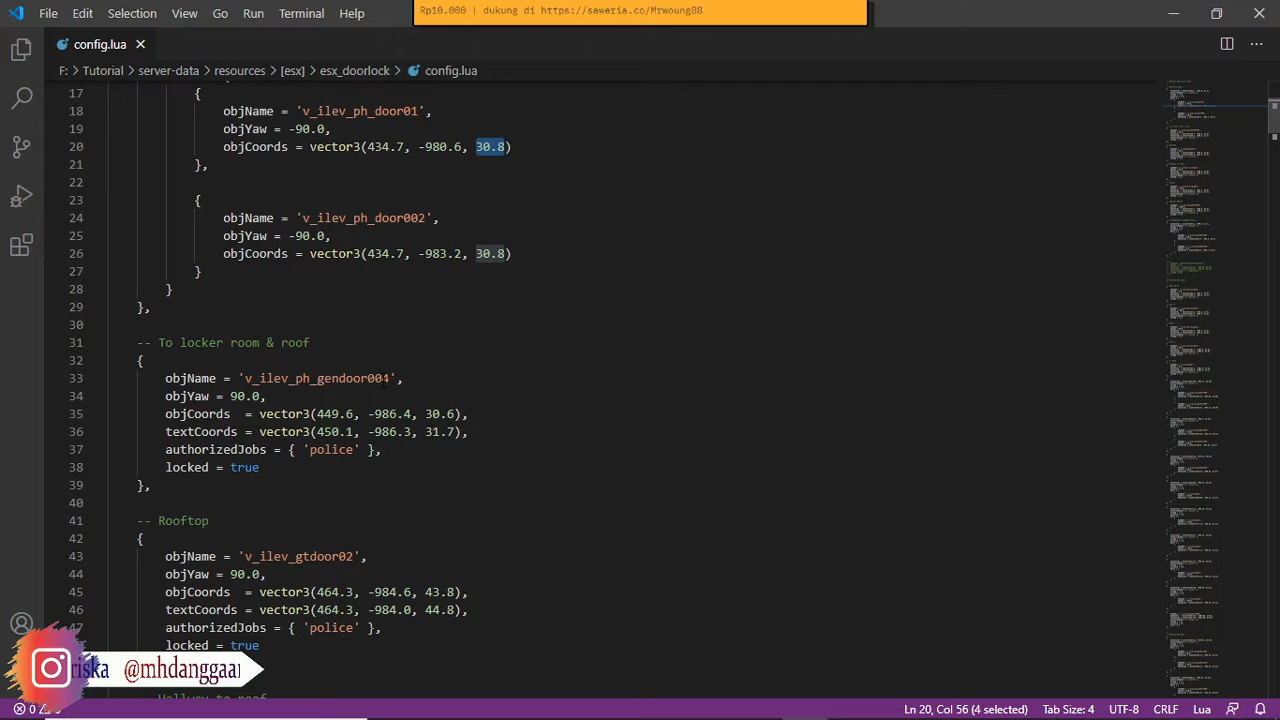 Rp10.000 | dukung di https://saweria.co/Mrwoung88
File Edit Selection View Go Run Terminal Help
config.lua
F: > Tutorial > server-data > resources > [esx] > esx_doorlock > config.lua
17 {
18 objName = 'v_ilev_ph_door01',
19 objYaw = -90.0,
20 objCoords = vector3(434.7, -980.6, 30.8)
21 },
22
23 {
24 objName = 'v_ilev_ph_door002',
25 objYaw = -90.0,
26 objCoords = vector3(434.7, -983.2, 30.8)
27 }
28 }
29 },
30
31 -- To locker room & roof
32 {
33 objName = 'v_ilev_ph_gendoor004',
34 objYaw = 90.0,
35 objCoords  = vector3(449.6, -986.4, 30.6),
36 textCoords = vector3(450.1, -986.3, 31.7),
37 authorizedJobs = { 'police' },
38 locked = true
39 },
40
41 -- Rooftop
42 {
43 objName = 'v_ilev_gtdoor02',
44 objYaw = 90.0,
45 objCoords  = vector3(464.3, -984.6, 43.8),
46 textCoords = vector3(464.3, -984.0, 44.8),
47 authorizedJobs = { 'police' },
locked = true
-- Hallway to roof
riska @mhdanggaar
Ln 20, Col 56 (4 selected) Tab Size: 4 UTF-8 CRLF Lua